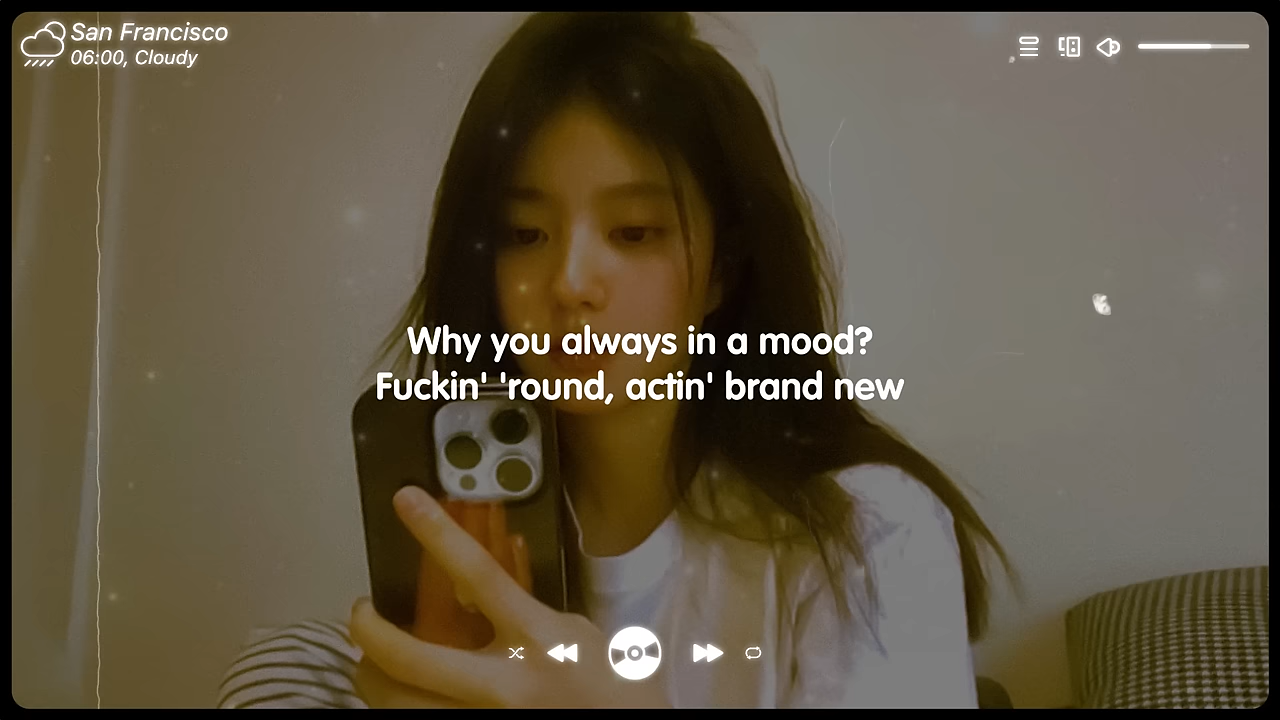 San Francisco
06:00, Cloudy
Why you always in a mood?
Fuckin' 'round, actin' brand new